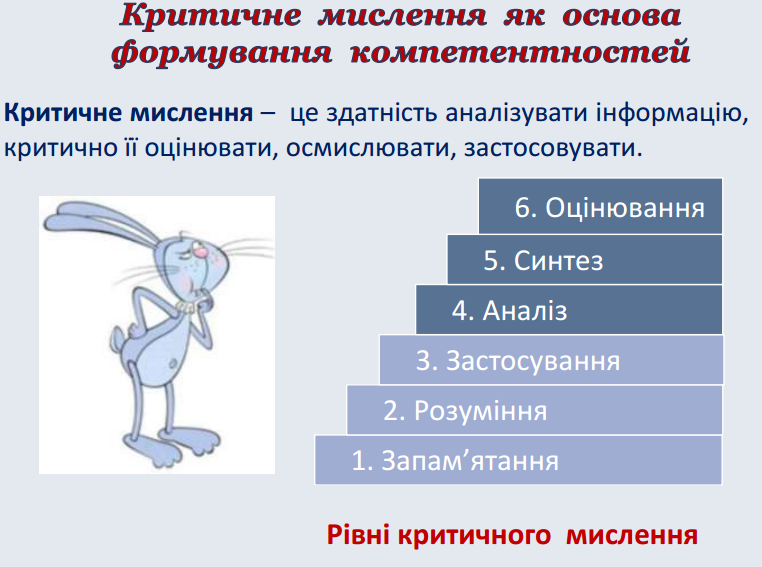 Критичне мислення як основа
формування компетентностей
Критичне мислення – це здатність аналізувати інформацію,
критично її оцінювати, осмислювати, застосовувати.
6. Оцінювання
5. Синтез
4. Аналіз
3. Застосування
2. Розуміння
1. Запам’ятання
Рівні критичного мислення